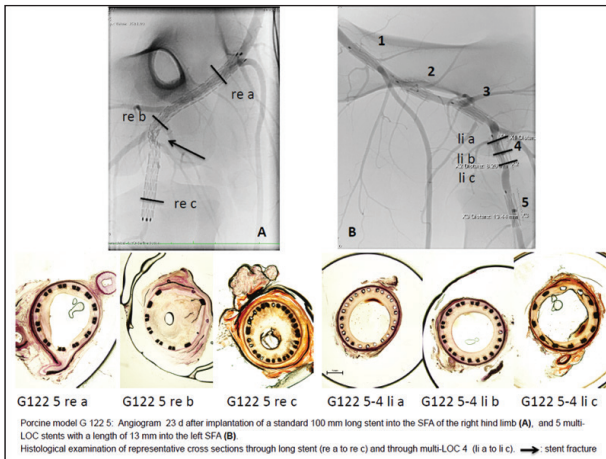 1
2
3
re a
re b
re c
A
li a
4
li b
li c
5
B
G122 5 re a
G122 5 re b
G122 5 re c
G122 5-4 li a
G122 5-4 li b
G122 5-4 li c
Porcine model G 122 5: Angiogram 23 d after implantation of a standard 100 mm long stent into the SFA of the right hind limb (A), and 5 multi-
LOC stents with a length of 13 mm into the left SFA (B).
Histological examination of representative cross sections through long stent (re a to re c) and through multi-LOC 4 (li a to li c). : stent fracture